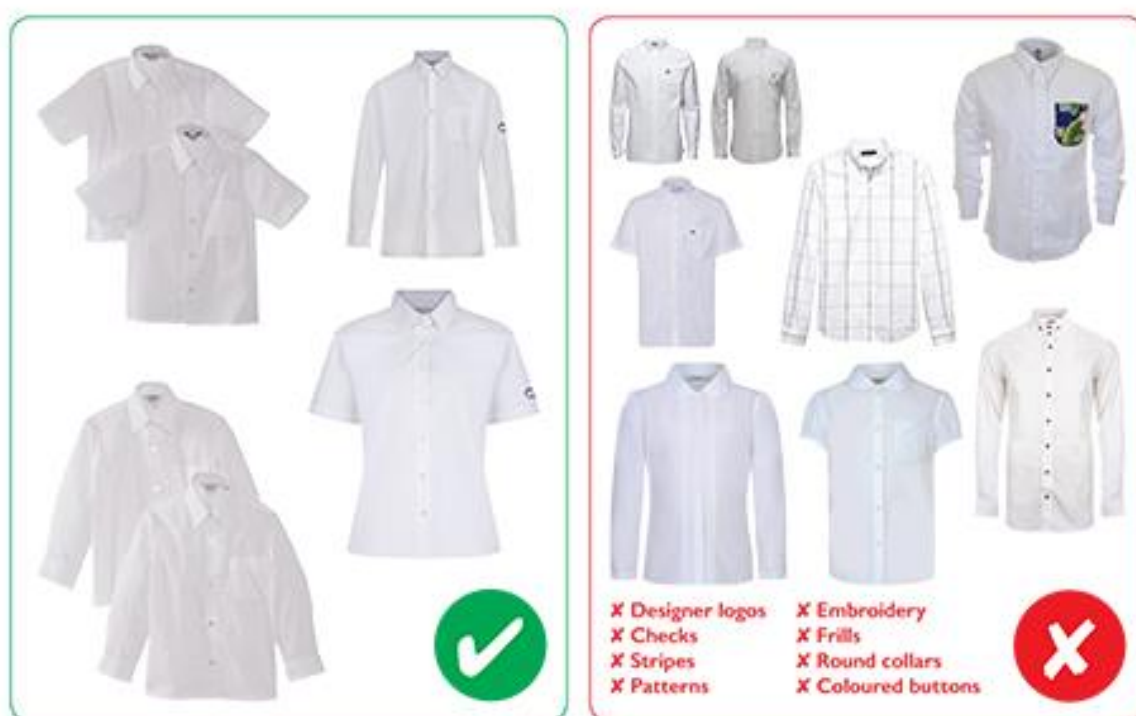 ✘ Designer logos
✘ Checks
✘ Stripes
✘ Patterns
✘ Embroidery
✘ Frills
✘ Round collars
✘ Coloured buttons